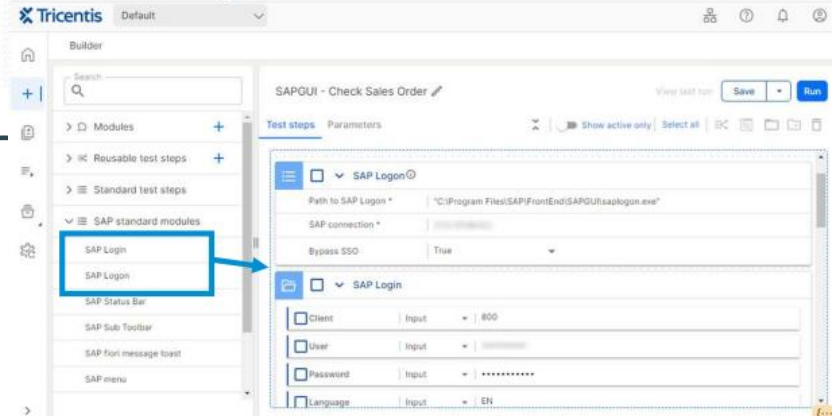 Tricentis Default
Builder
Search
SAPGUI - Check Sales Order
View last run Save Run
Modules
Test steps Parameters
Show active only Select all
Reusable test steps
Standard test steps
SAP standard modules
SAP Login
SAP Logon
SAP Status Bar
SAP Sub Toolbar
SAP fiori message toast
SAP menu
SAP Logon
Path to SAP Logon * "C:\Program Files\SAP\FrontEnd\SAPGUI\saplogon.exe"
SAP connection *
Bypass SSO True
SAP Login
Client Input 800
User Input
Password Input •••••••••••
Language Input EN